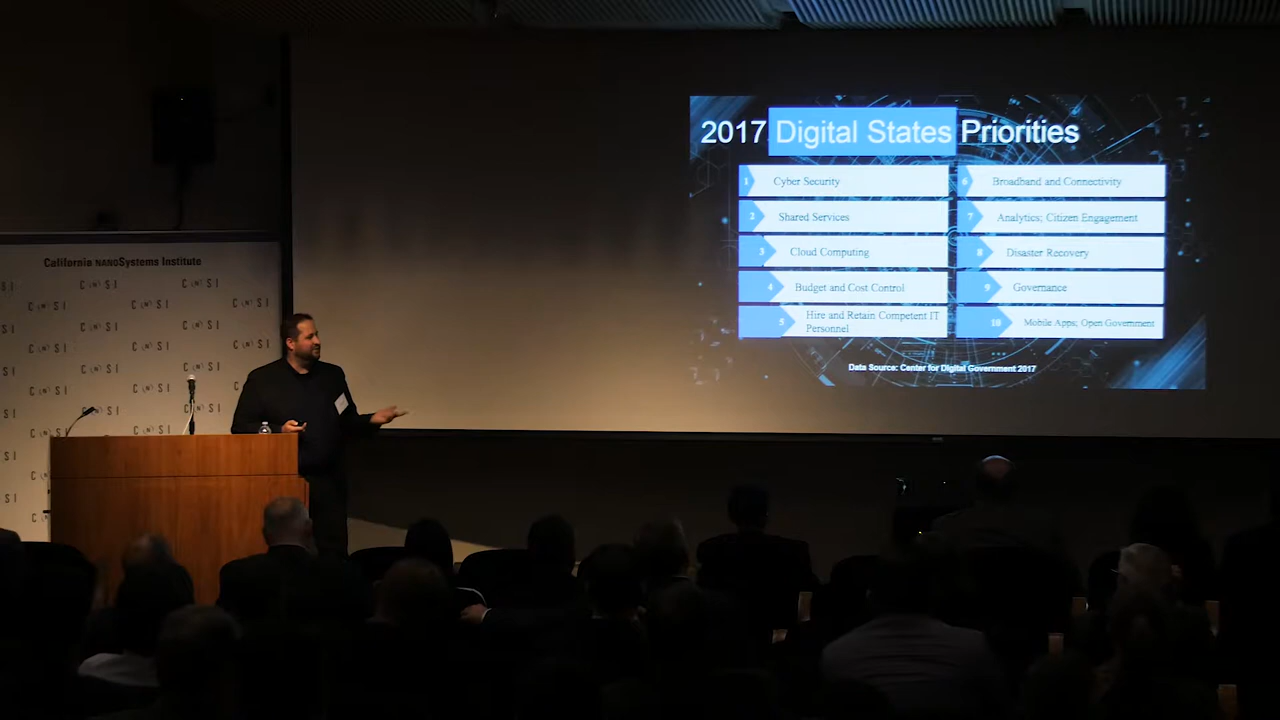 2017 Digital States Priorities
1 Cyber Security
2 Shared Services
3 Cloud Computing
4 Budget and Cost Control
5 Hire and Retain Competent IT
Personnel
6 Broadband and Connectivity
7 Analytics; Citizen Engagement
8 Disaster Recovery
9 Governance
10 Mobile Apps; Open Government
Data Source: Center for Digital Government 2017
California NANOSystems Institute
S I
C (N) S I
C (N) S I
C (N) S I
C (N) S I
C (N) S I
S I
C (N) S I
C (N) S I
C (N) S I
C (N) S I
C (N) S I
S I
C (N) S I
C (N) S I
C (N) S I
C (N) S I
S I
C (N) S I
C (N) S I
C (N) S I
S I
S I